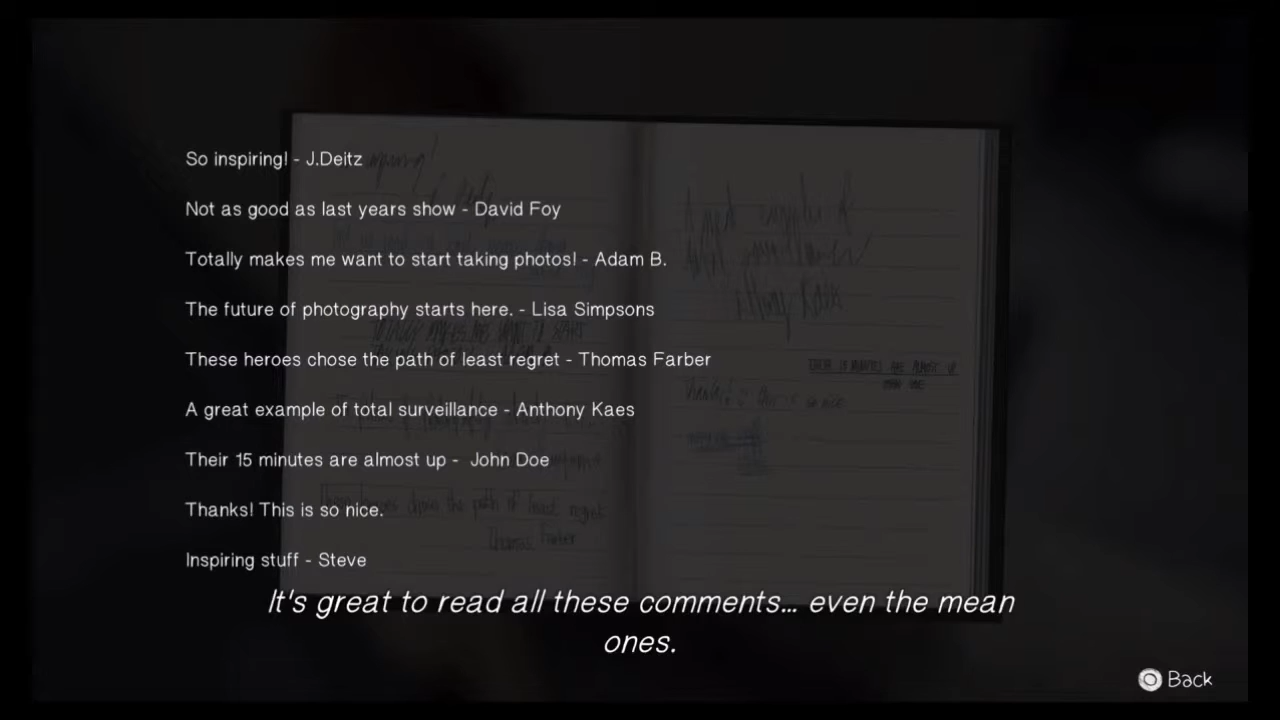 So inspiring! - J.Deitz
Not as good as last years show - David Foy
Totally makes me want to start taking photos! - Adam B.
The future of photography starts here. - Lisa Simpsons
These heroes chose the path of least regret - Thomas Farber
A great example of total surveillance - Anthony Kaes
Their 15 minutes are almost up - John Doe
Thanks! This is so nice.
Inspiring stuff - Steve
It's great to read all these comments... even the mean
ones.
Back